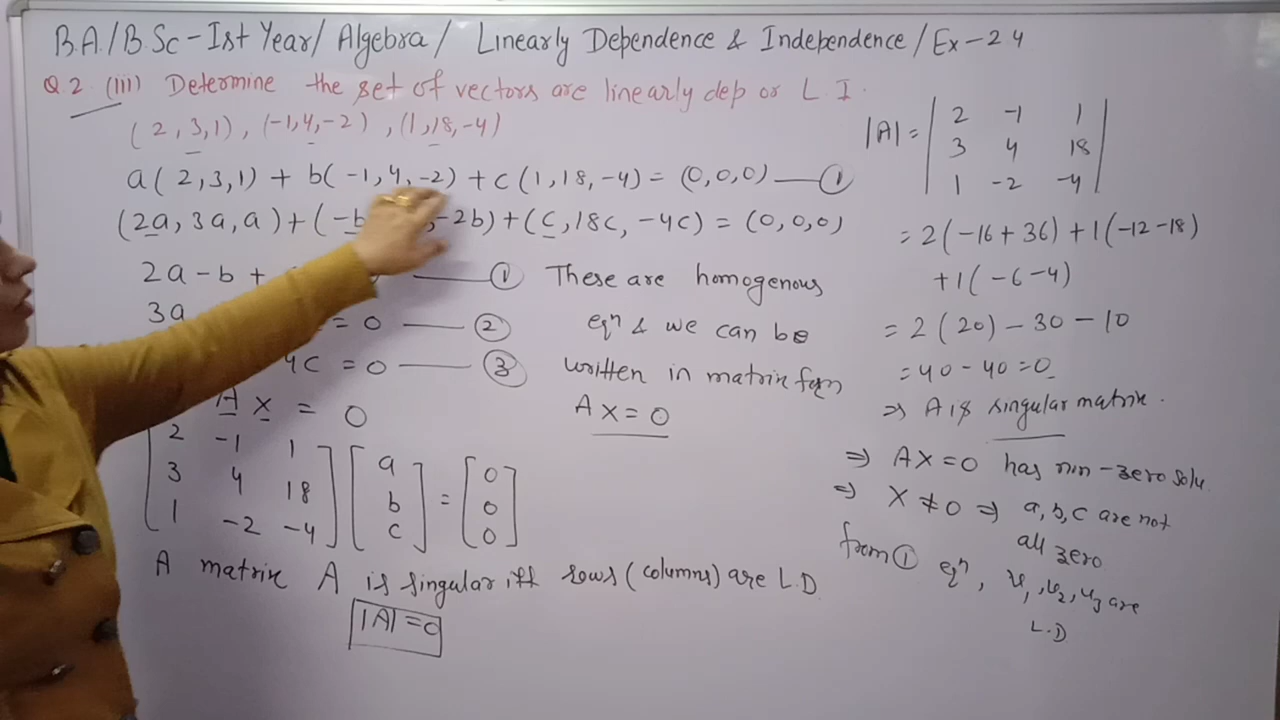 B.A./B.Sc-Ist Year/ Algebra/ Linearly Dependence & Independence/Ex-2.4
Q.2 (iii) Determine the set of vectors are linearly dep or L.I.
(2,3,1), (-1,4,-2), (1,18,-4)
a(2,3,1) + b(-1,4,-2) + c(1,18,-4) = (0,0,0) — ①
(2a, 3a, a) + (-b , -2b) + (c, 18c, -4c) = (0,0,0)
2a - b + — ①
3a = 0 — ②
4c = 0 — ③
A x = 0
[2 -1 1] [a] = [0]
[3 4 18] [b] [0]
[1 -2 -4] [c] [0]
These are homogenous
eqn & we can be
written in matrix form
Ax = 0
A matrix A is singular iff rows (columns) are L.D
|A| = 0
|A| = | 2 -1 1 |
| 3 4 18 |
| 1 -2 -4 |
= 2(-16+36) + 1(-12-18)
+1(-6-4)
= 2(20) - 30 - 10
= 40 - 40 = 0
⇒ A is singular matrix.
⇒ AX=0 has non-zero solu.
⇒ X ≠ 0 ⇒ a, b, c are not
all zero
from ① eqn, v1, v2, v3 are
L.D